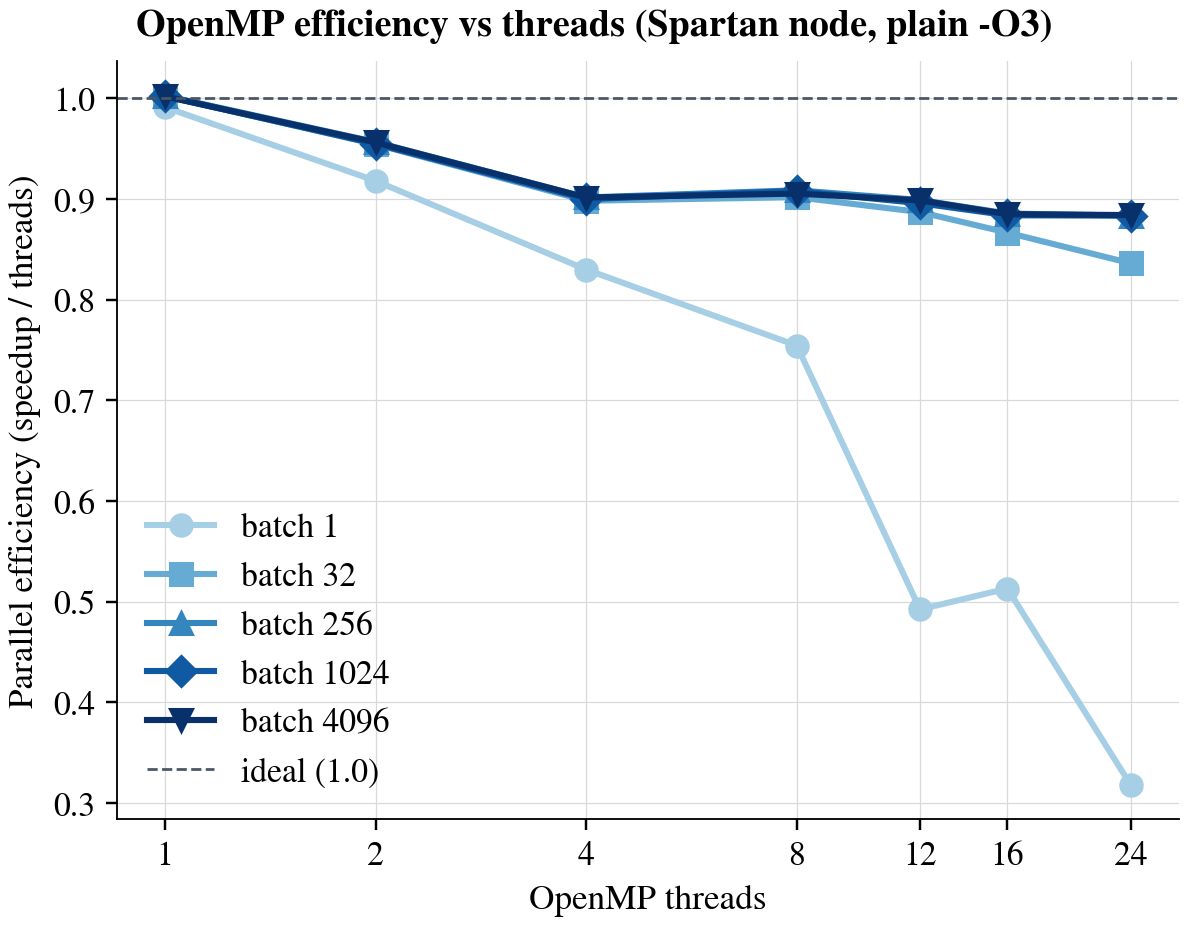 OpenMP efficiency vs threads (Spartan node, plain -O3)
Parallel efficiency (speedup / threads)
1.0
0.9
0.8
0.7
0.6
0.5
0.4
0.3
batch 1
batch 32
batch 256
batch 1024
batch 4096
ideal (1.0)
1 2 4 8 12 16 24
OpenMP threads